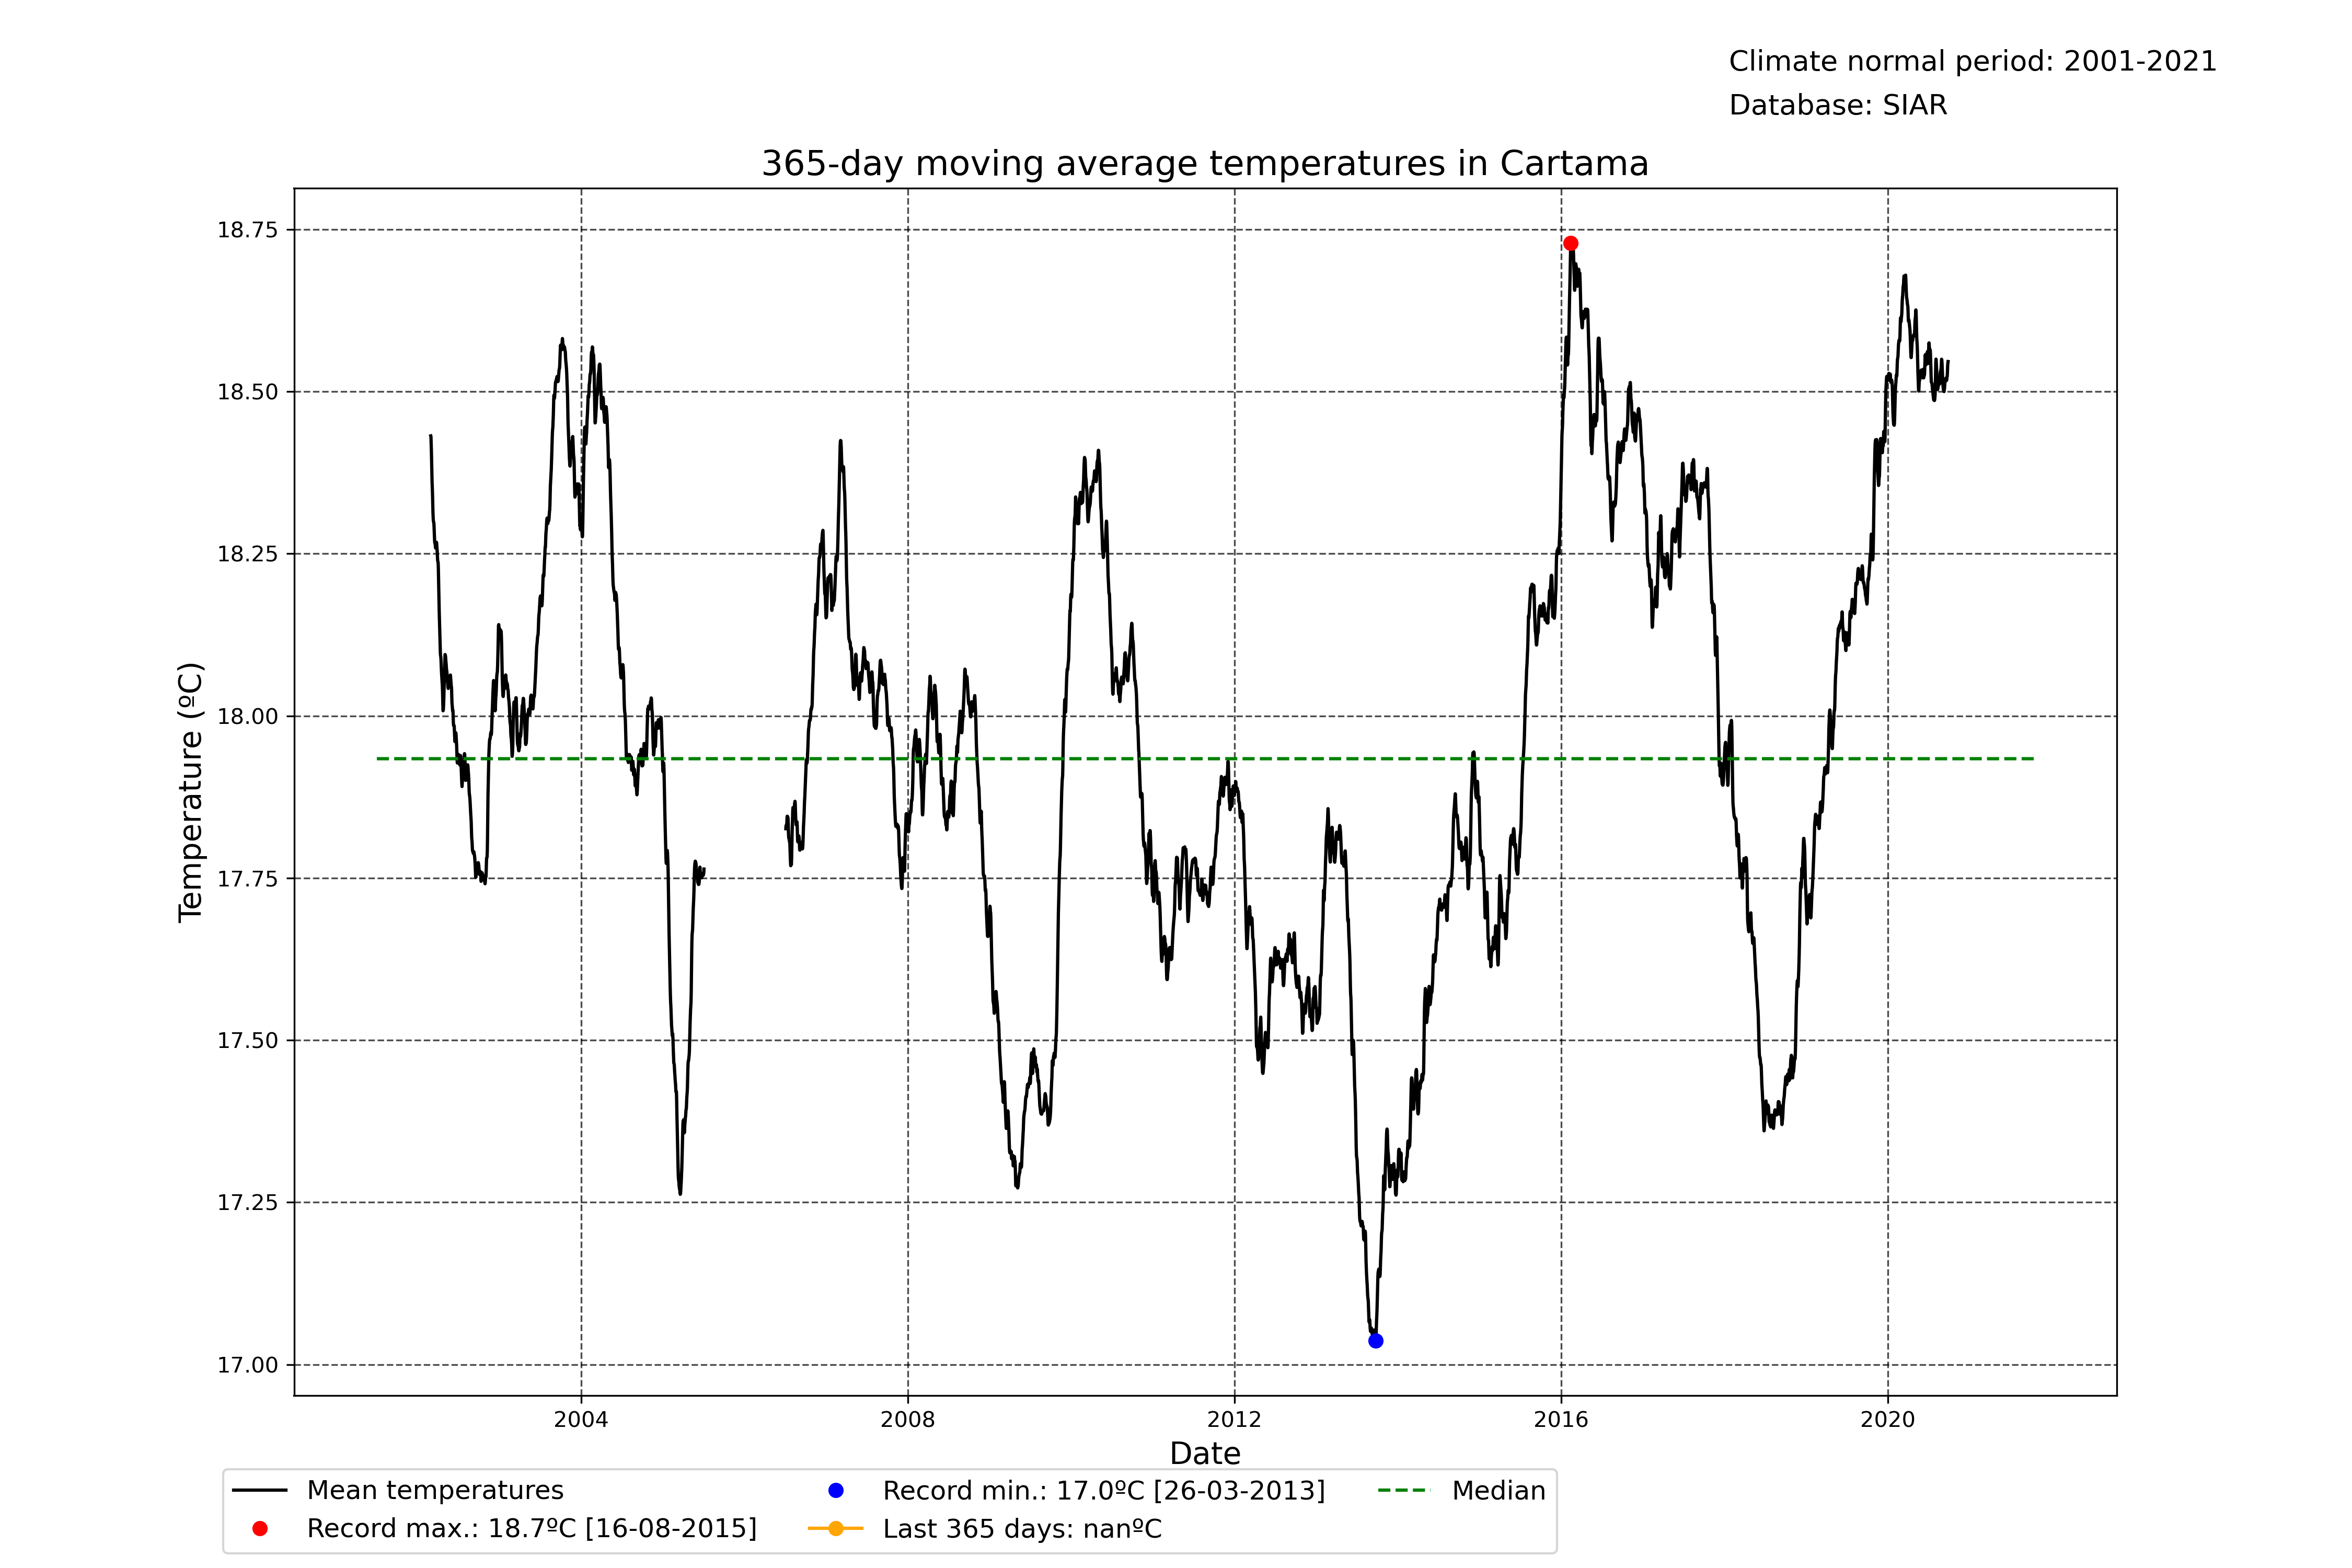 Climate normal period: 2001-2021
Database: SIAR
365-day moving average temperatures in Cartama
Temperature (ºC)
18.75
18.50
18.25
18.00
17.75
17.50
17.25
17.00
2004 2008 2012 2016 2020
Date
Mean temperatures
Record max.: 18.7ºC [16-08-2015]
Record min.: 17.0ºC [26-03-2013]
Last 365 days: nanºC
Median